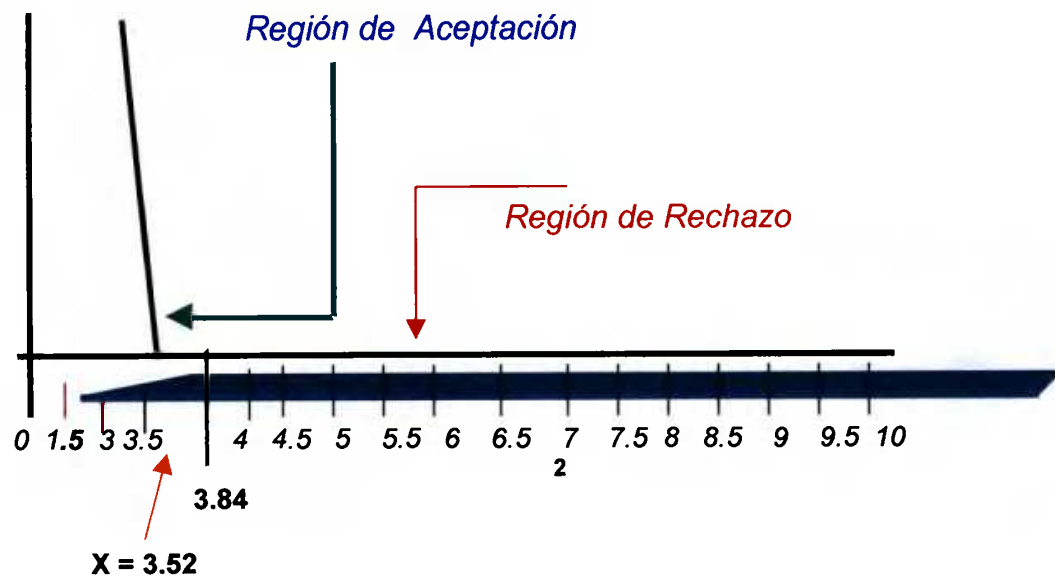 Región de Aceptación
Región de Rechazo
0 1.5 3 3.5 4 4.5 5 5.5 6 6.5 7 7.5 8 8.5 9 9.5 10
2
3.84
X = 3.52